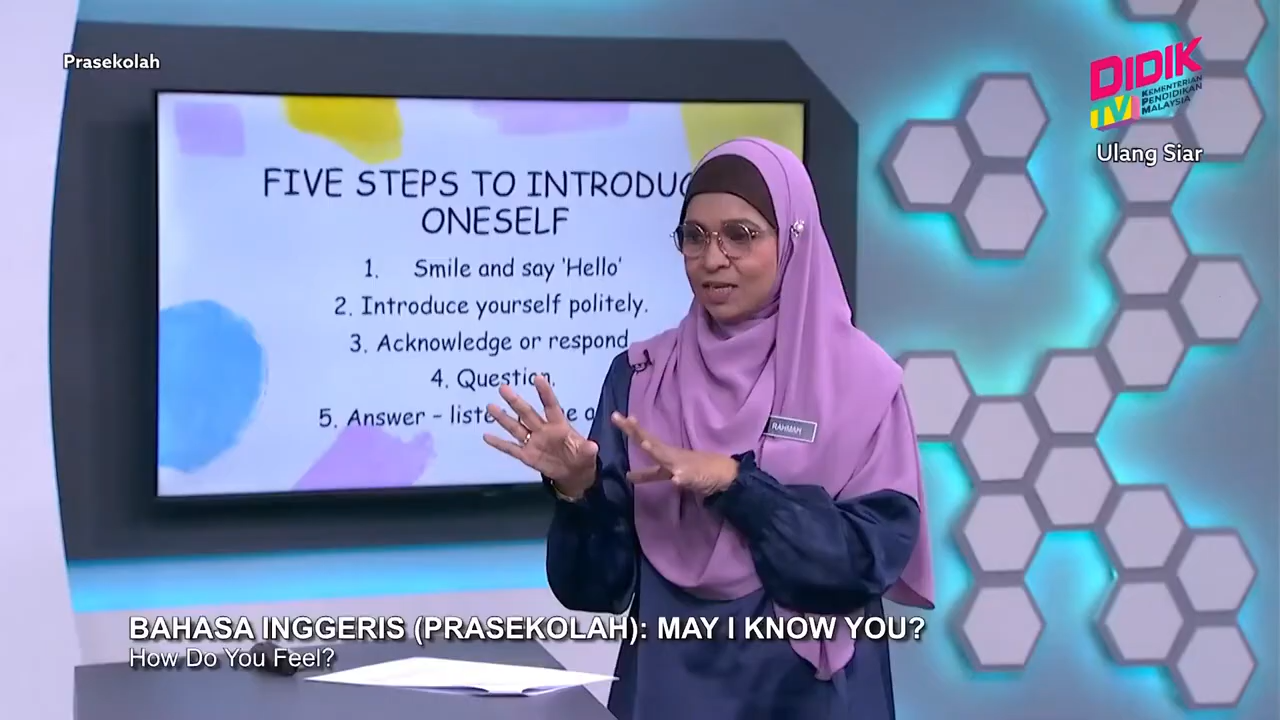 Prasekolah
DIDIK
TV
KEMENTERIAN
PENDIDIKAN
MALAYSIA
Ulang Siar
FIVE STEPS TO INTRODUC
ONESELF
1. Smile and say 'Hello'
2. Introduce yourself politely.
3. Acknowledge or respond
4. Question.
5. Answer - liste
RAHMAH
BAHASA INGGERIS (PRASEKOLAH): MAY I KNOW YOU?
How Do You Feel?